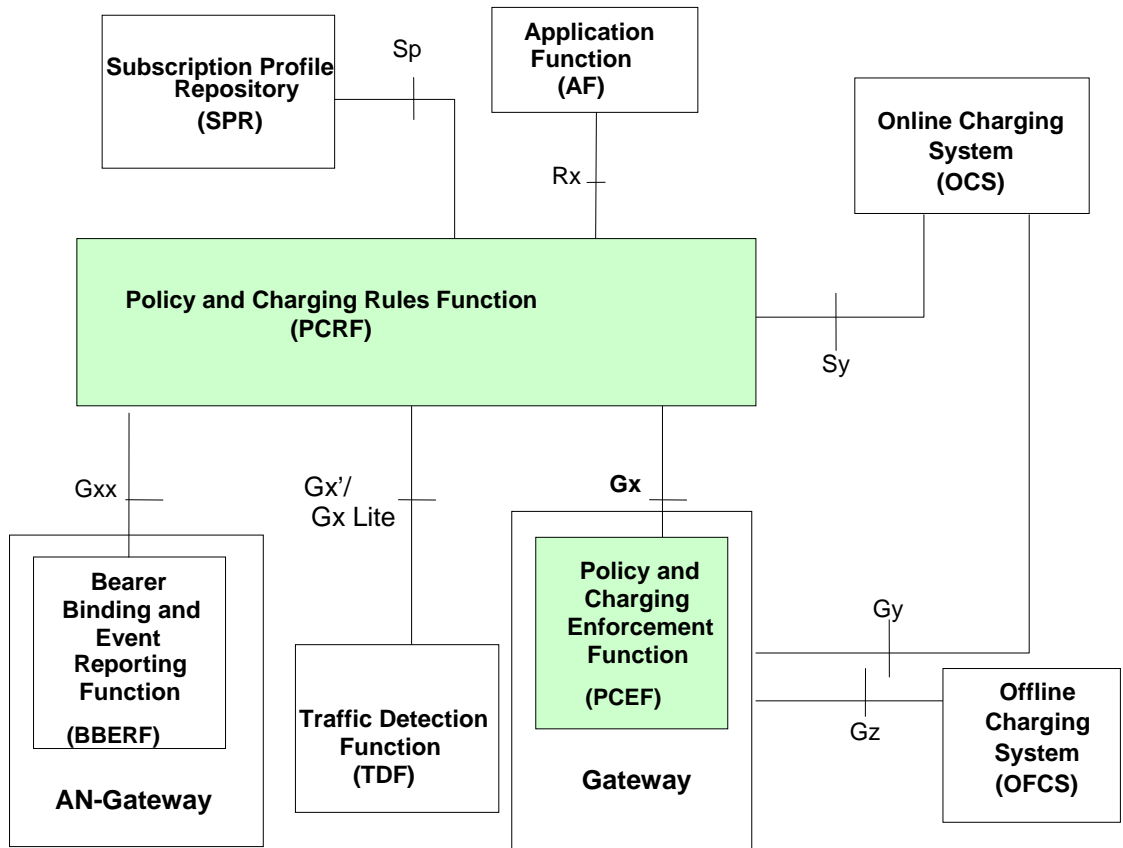 Subscription Profile
Repository
(SPR)
Sp
Application
Function
(AF)
Online Charging
System
(OCS)
Rx
Policy and Charging Rules Function
(PCRF)
Sy
Gxx
Gx’/
Gx Lite
Gx
Bearer
Binding and
Event
Reporting
Function
(BBERF)
AN-Gateway
Traffic Detection
Function
(TDF)
Policy and
Charging
Enforcement
Function
(PCEF)
Gateway
Gy
Gz
Offline
Charging
System
(OFCS)